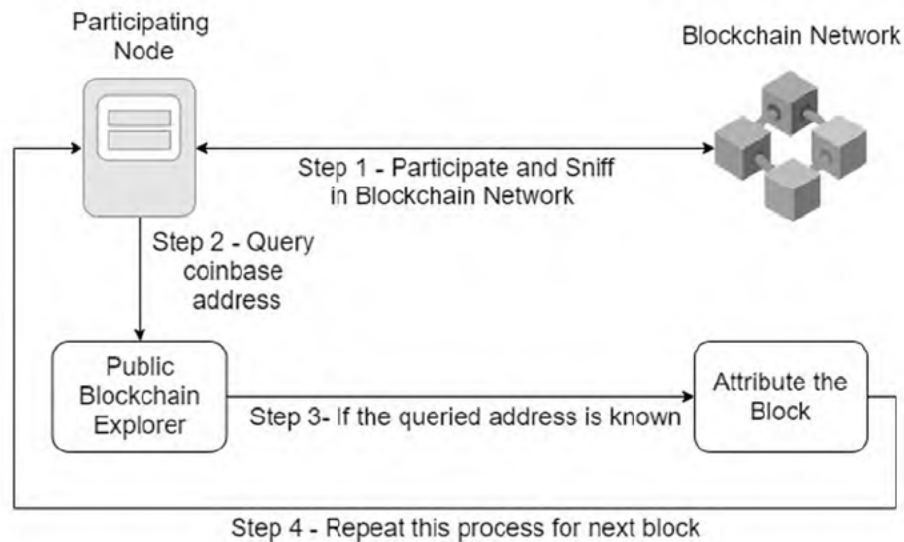 Participating
Node
Blockchain Network
Step 1 - Participate and Sniff
in Blockchain Network
Step 2 - Query
coinbase
address
Public
Blockchain
Explorer
Step 3- If the queried address is known
Attribute the
Block
Step 4 - Repeat this process for next block